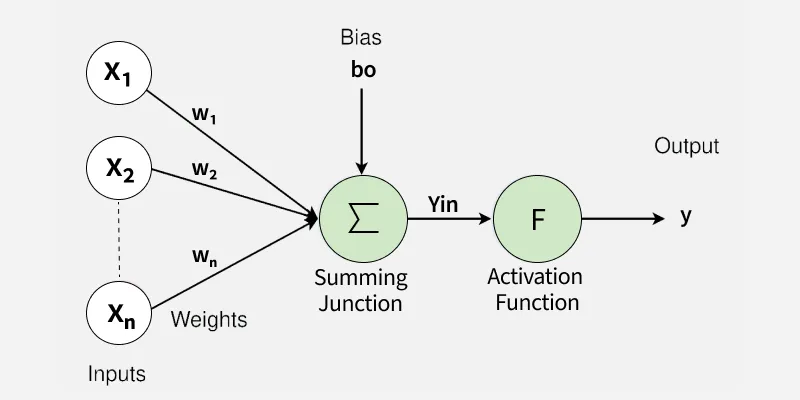 Bias
bo
X1
w1
X2
w2
Output
Σ
Yin
F
y
wn
Summing
Junction
Activation
Function
Xn
Weights
Inputs